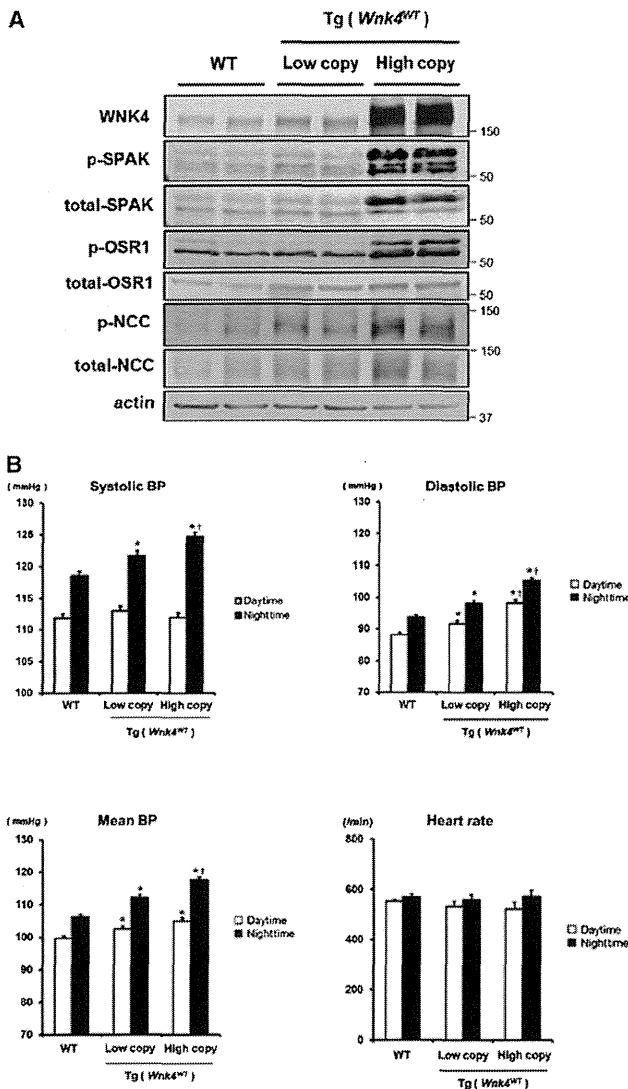 A
Tg ( Wnk4WT )
WT Low copy High copy
WNK4
150
p-SPAK
50
total-SPAK
50
p-OSR1
50
total-OSR1
50
p-NCC
150
total-NCC
150
actin
37
B
( mmHg ) Systolic BP
130
125
120
115
110
105
100
* *†
Daytime
Nighttime
WT Low copy High copy
Tg ( Wnk4WT )
( mmHg ) Diastolic BP
130
120
110
100
90
80
70
* * *† *†
Daytime
Nighttime
WT Low copy High copy
Tg ( Wnk4WT )
( mmHg ) Mean BP
130
120
110
100
90
80
70
* * * *†
Daytime
Nighttime
WT Low copy High copy
Tg ( Wnk4WT )
(/min) Heart rate
800
600
400
200
0
Daytime
Nighttime
WT Low copy High copy
Tg ( Wnk4WT )